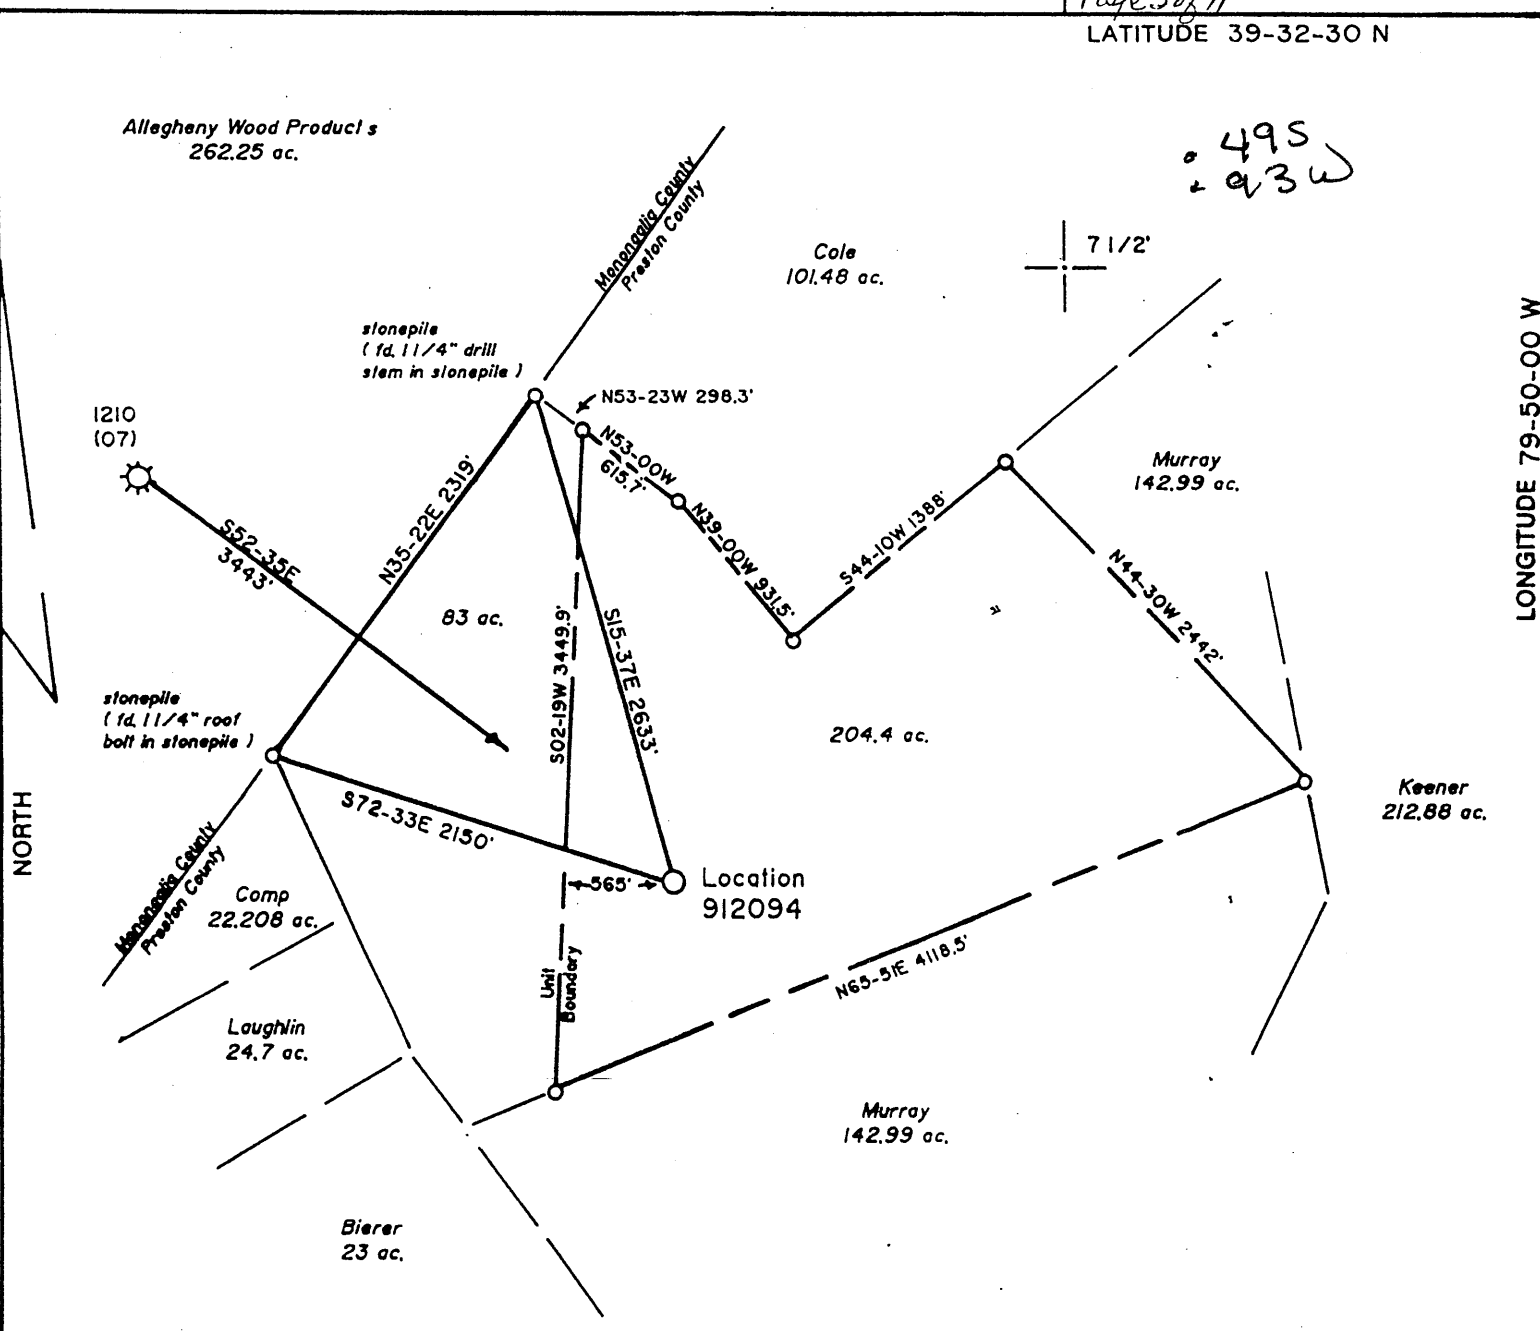 Page 3 of 11
LATITUDE 39-32-30 N
Allegheny Wood Products
262.25 ac.
.49S
.93W
Monongalia County
Preston County
Cole
101.48 ac.
7 1/2'
LONGITUDE 79-50-00 W
stonepile
( fd. 1 1/4" drill
stem in stonepile )
N53-23W 298.3'
1210
(07)
N53-00W
615.7'
Murray
142.99 ac.
S52-35E
3443'
N35-22E 2319'
N39-00W 931.5'
S44-10W 1388'
N44-30W 2442'
83 ac.
S02-19W 3449.9'
S15-37E 2633'
204.4 ac.
stonepile
( fd. 1 1/4" roof
bolt in stonepile )
S72-33E 2150'
Keener
212.88 ac.
NORTH
Monongalia County
Preston County
Comp
22.208 ac.
565'
Location
912094
Unit
Boundary
N65-51E 4118.5'
Laughlin
24.7 ac.
Murray
142.99 ac.
Bierer
23 ac.